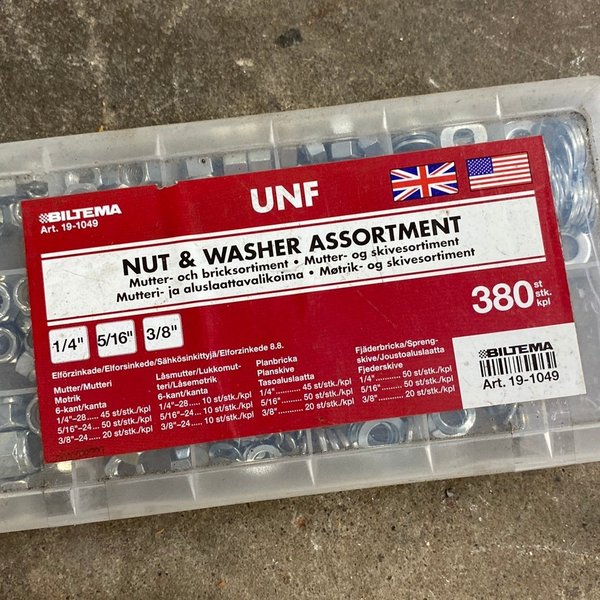 BILTEMA
Art. 19-1049
UNF
NUT & WASHER ASSORTMENT
Mutter- och bricksortiment • Mutter- og skivesortiment
Mutteri- ja aluslaattavalikoima • Møtrik- og skivesortiment
380 st
stk.
kpl
1/4" 5/16" 3/8"
Elförzinkade/Elforsinkede/Sähkösinkittyjä/Elforzinkede 8.8.
Mutter/Mutteri
Møtrik
6-kant/kanta
1/4"-28..... 45 st/stk./kpl
5/16"-24... 50 st/stk./kpl
3/8"-24..... 20 st/stk./kpl
Låsmutter/Lukkomut-
teri/Låsemøtrik
6-kant/kanta
1/4"-28..... 10 st/stk./kpl
5/16"-24... 10 st/stk./kpl
3/8"-24..... 10 st/stk./kpl
Planbricka
Planskive
Tasoaluslaatta
1/4".......... 45 st/stk./kpl
5/16"........ 50 st/stk./kpl
3/8".......... 20 st/stk./kpl
Fjäderbricka/Spreng-
skive/Joustoaluslaatta
Fjederskive
1/4".......... 50 st/stk./kpl
5/16"........ 50 st/stk./kpl
3/8".......... 20 st/stk./kpl
BILTEMA
Art. 19-1049